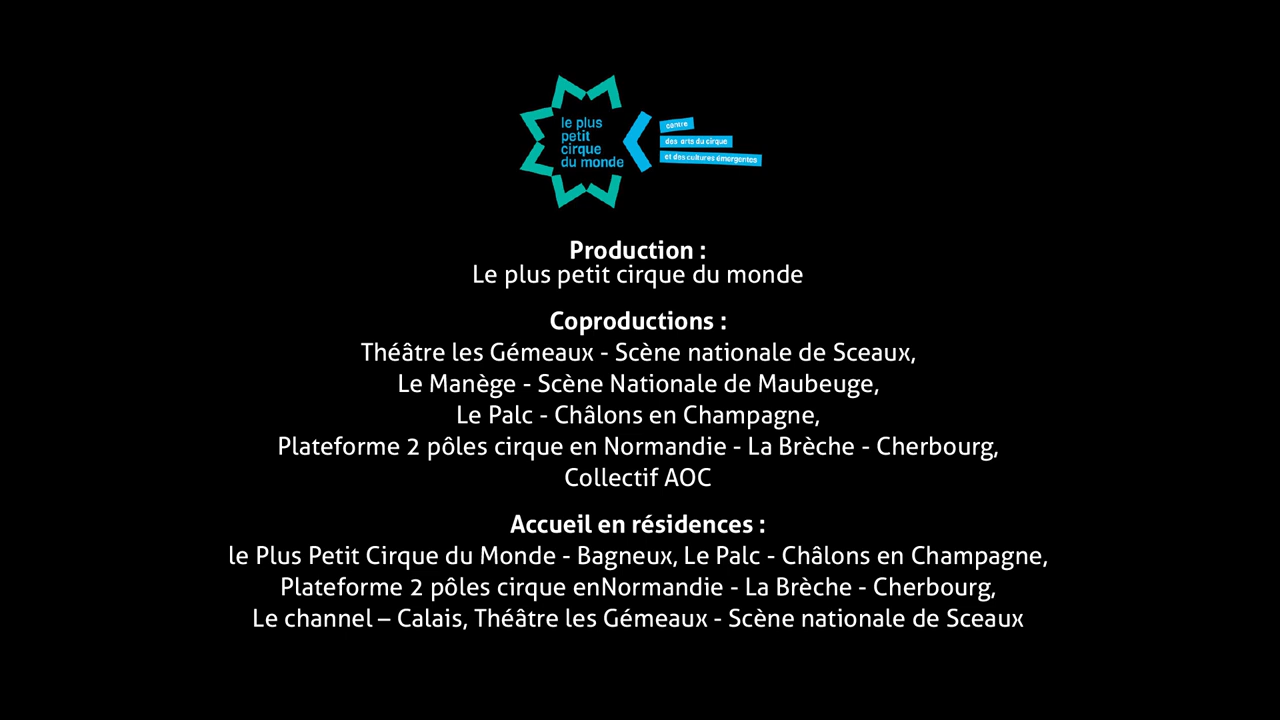 le plus
petit
cirque
du monde
centre
des arts du cirque
et des cultures émergentes
Production :
Le plus petit cirque du monde
Coproductions :
Théâtre les Gémeaux - Scène nationale de Sceaux,
Le Manège - Scène Nationale de Maubeuge,
Le Palc - Châlons en Champagne,
Plateforme 2 pôles cirque en Normandie - La Brèche - Cherbourg,
Collectif AOC
Accueil en résidences :
le Plus Petit Cirque du Monde - Bagneux, Le Palc - Châlons en Champagne,
Plateforme 2 pôles cirque enNormandie - La Brèche - Cherbourg,
Le channel – Calais, Théâtre les Gémeaux - Scène nationale de Sceaux